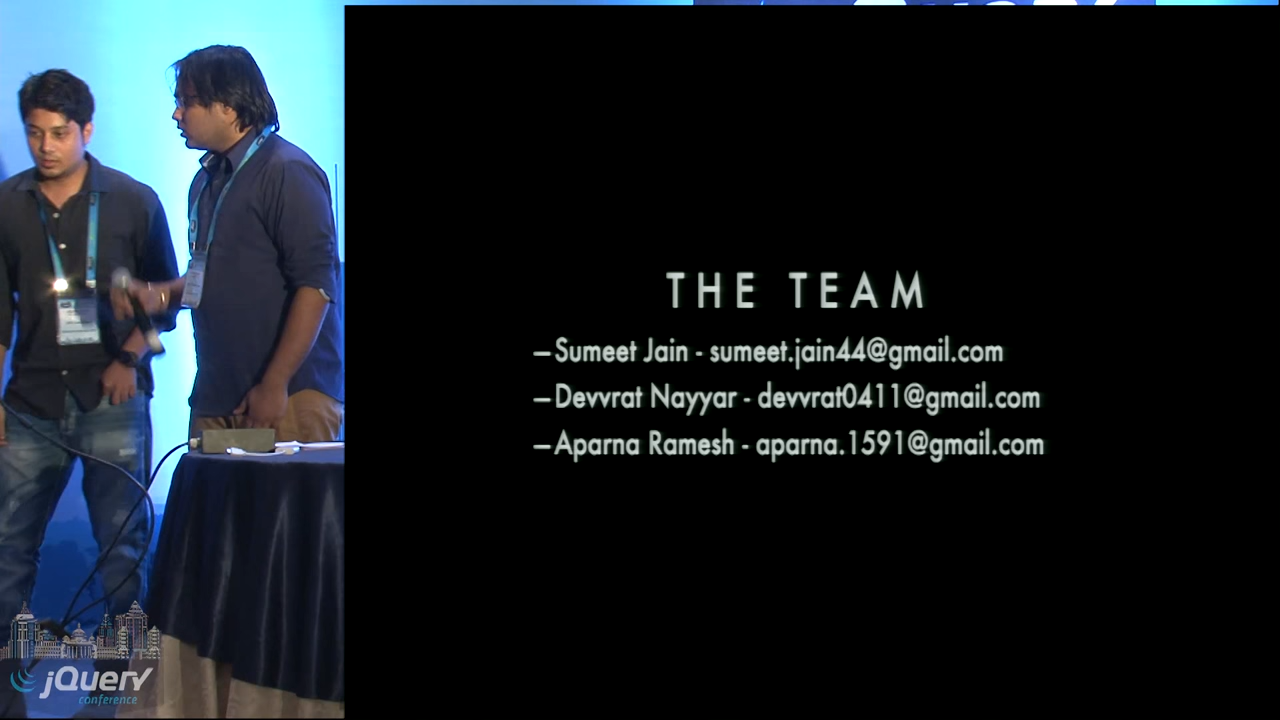 THE TEAM
– Sumeet Jain - sumeet.jain44@gmail.com
– Devvrat Nayyar - devvrat0411@gmail.com
– Aparna Ramesh - aparna.1591@gmail.com
jQuery
conference